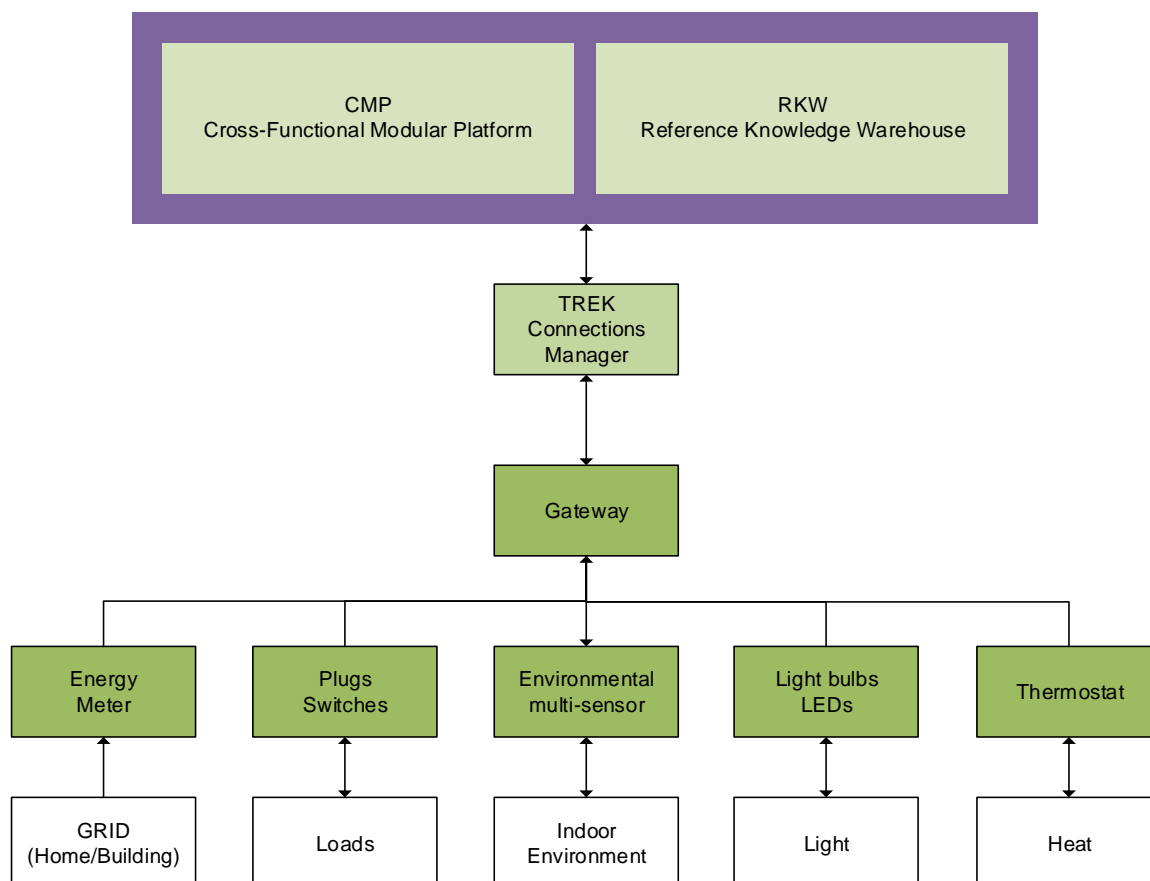 CMP
Cross-Functional Modular Platform
RKW
Reference Knowledge Warehouse
TREK
Connections
Manager
Gateway
Energy
Meter
Plugs
Switches
Environmental
multi-sensor
Light bulbs
LEDs
Thermostat
GRID
(Home/Building)
Loads
Indoor
Environment
Light
Heat